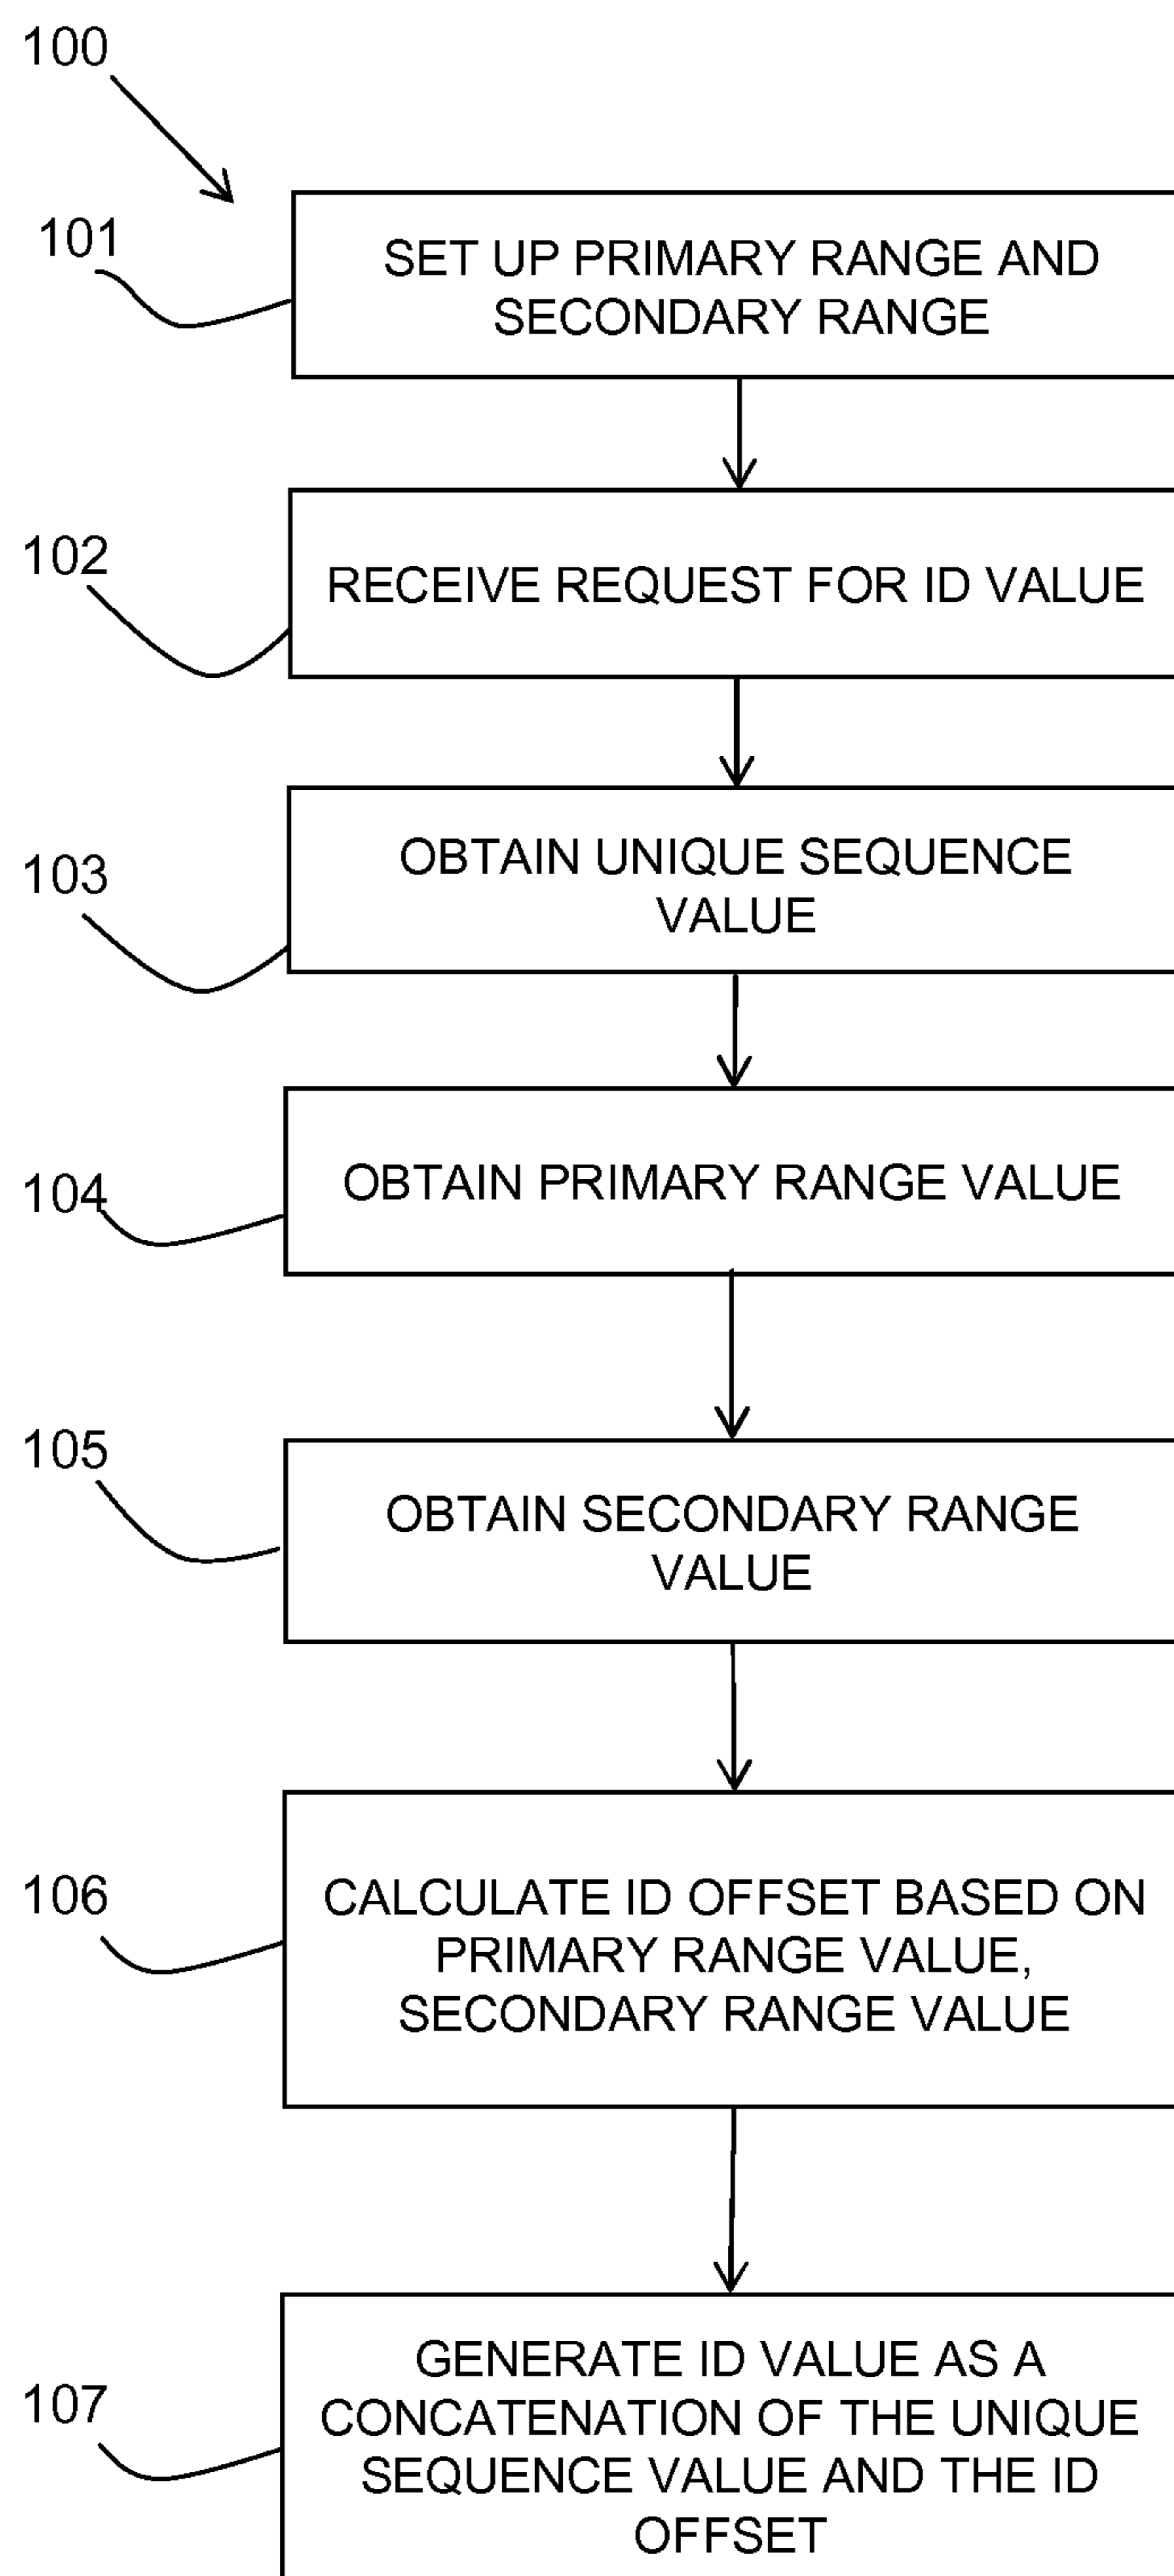 100
101
SET UP PRIMARY RANGE AND
SECONDARY RANGE
102
RECEIVE REQUEST FOR ID VALUE
103
OBTAIN UNIQUE SEQUENCE
VALUE
104
OBTAIN PRIMARY RANGE VALUE
105
OBTAIN SECONDARY RANGE
VALUE
106
CALCULATE ID OFFSET BASED ON
PRIMARY RANGE VALUE,
SECONDARY RANGE VALUE
107
GENERATE ID VALUE AS A
CONCATENATION OF THE UNIQUE
SEQUENCE VALUE AND THE ID
OFFSET